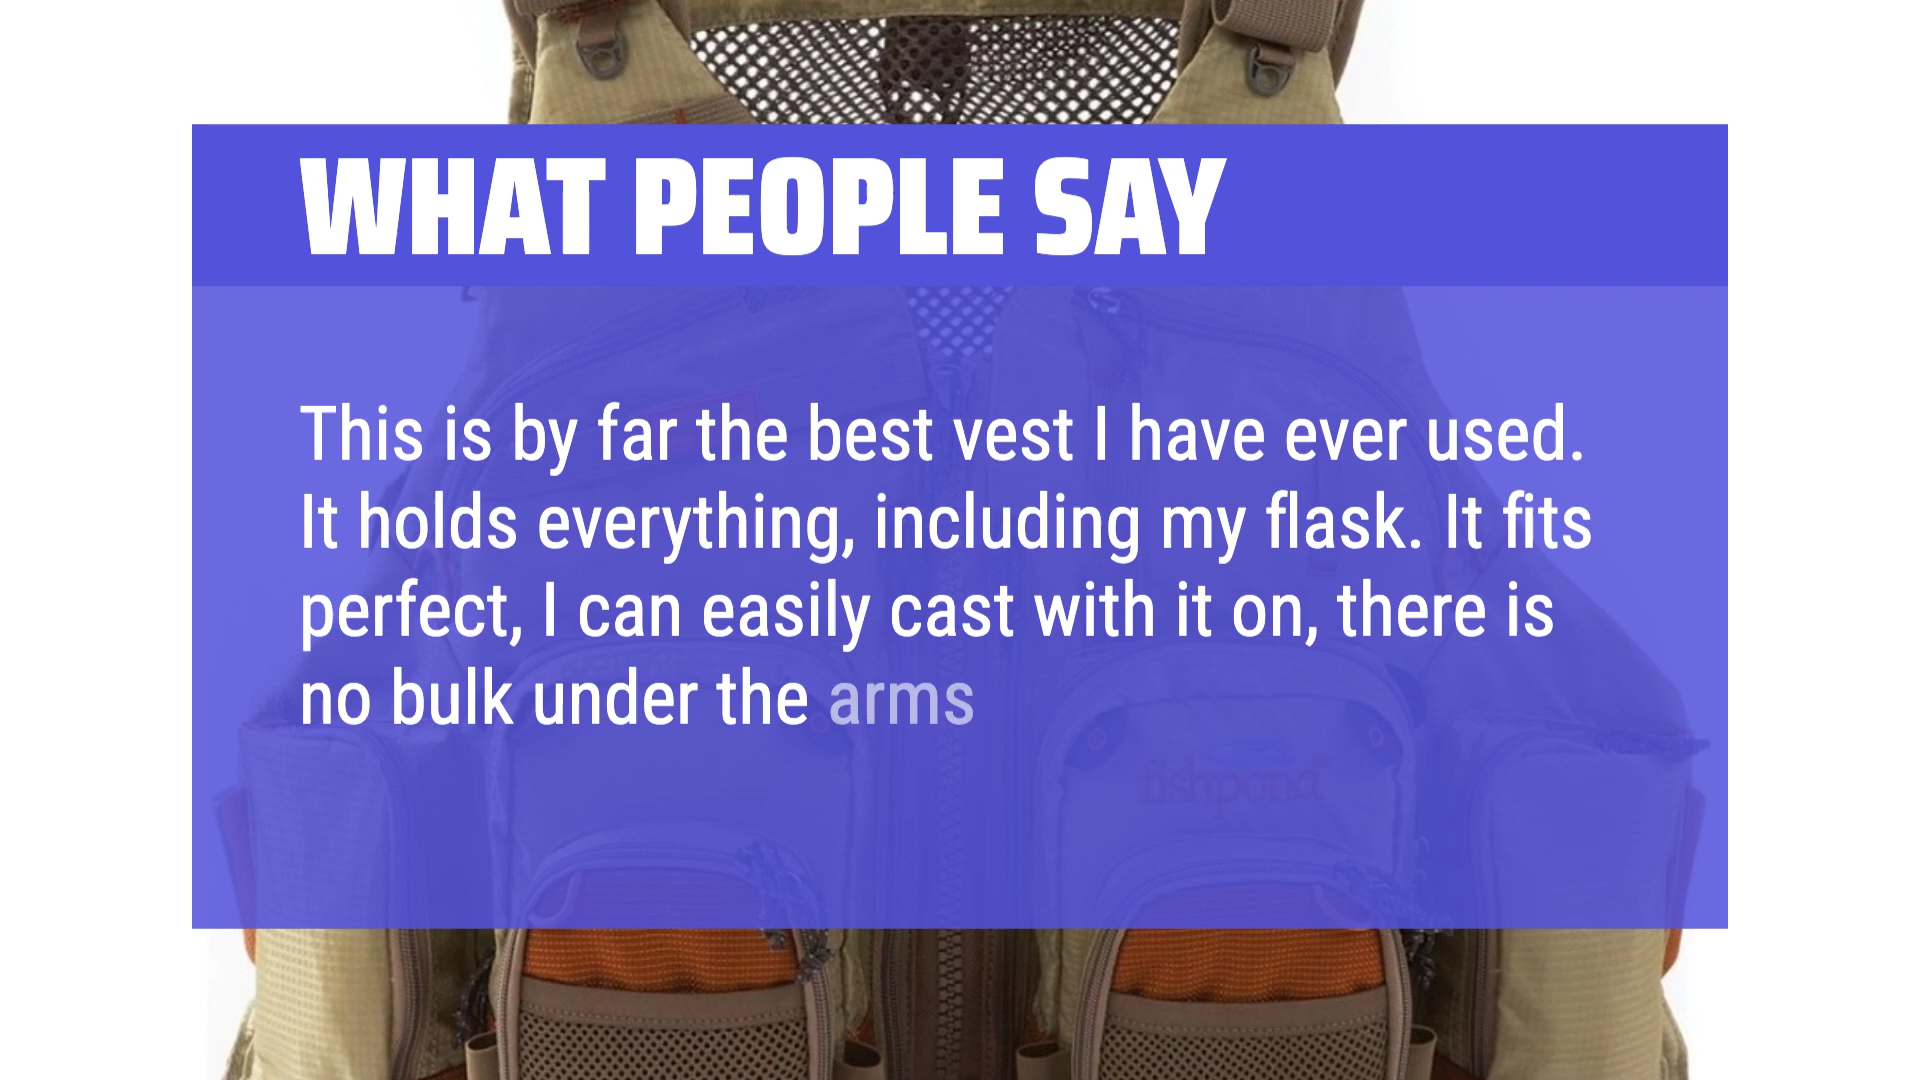 WHAT PEOPLE SAY
This is by far the best vest I have ever used.
It holds everything, including my flask. It fits
perfect, I can easily cast with it on, there is
no bulk under the arms
fishpond